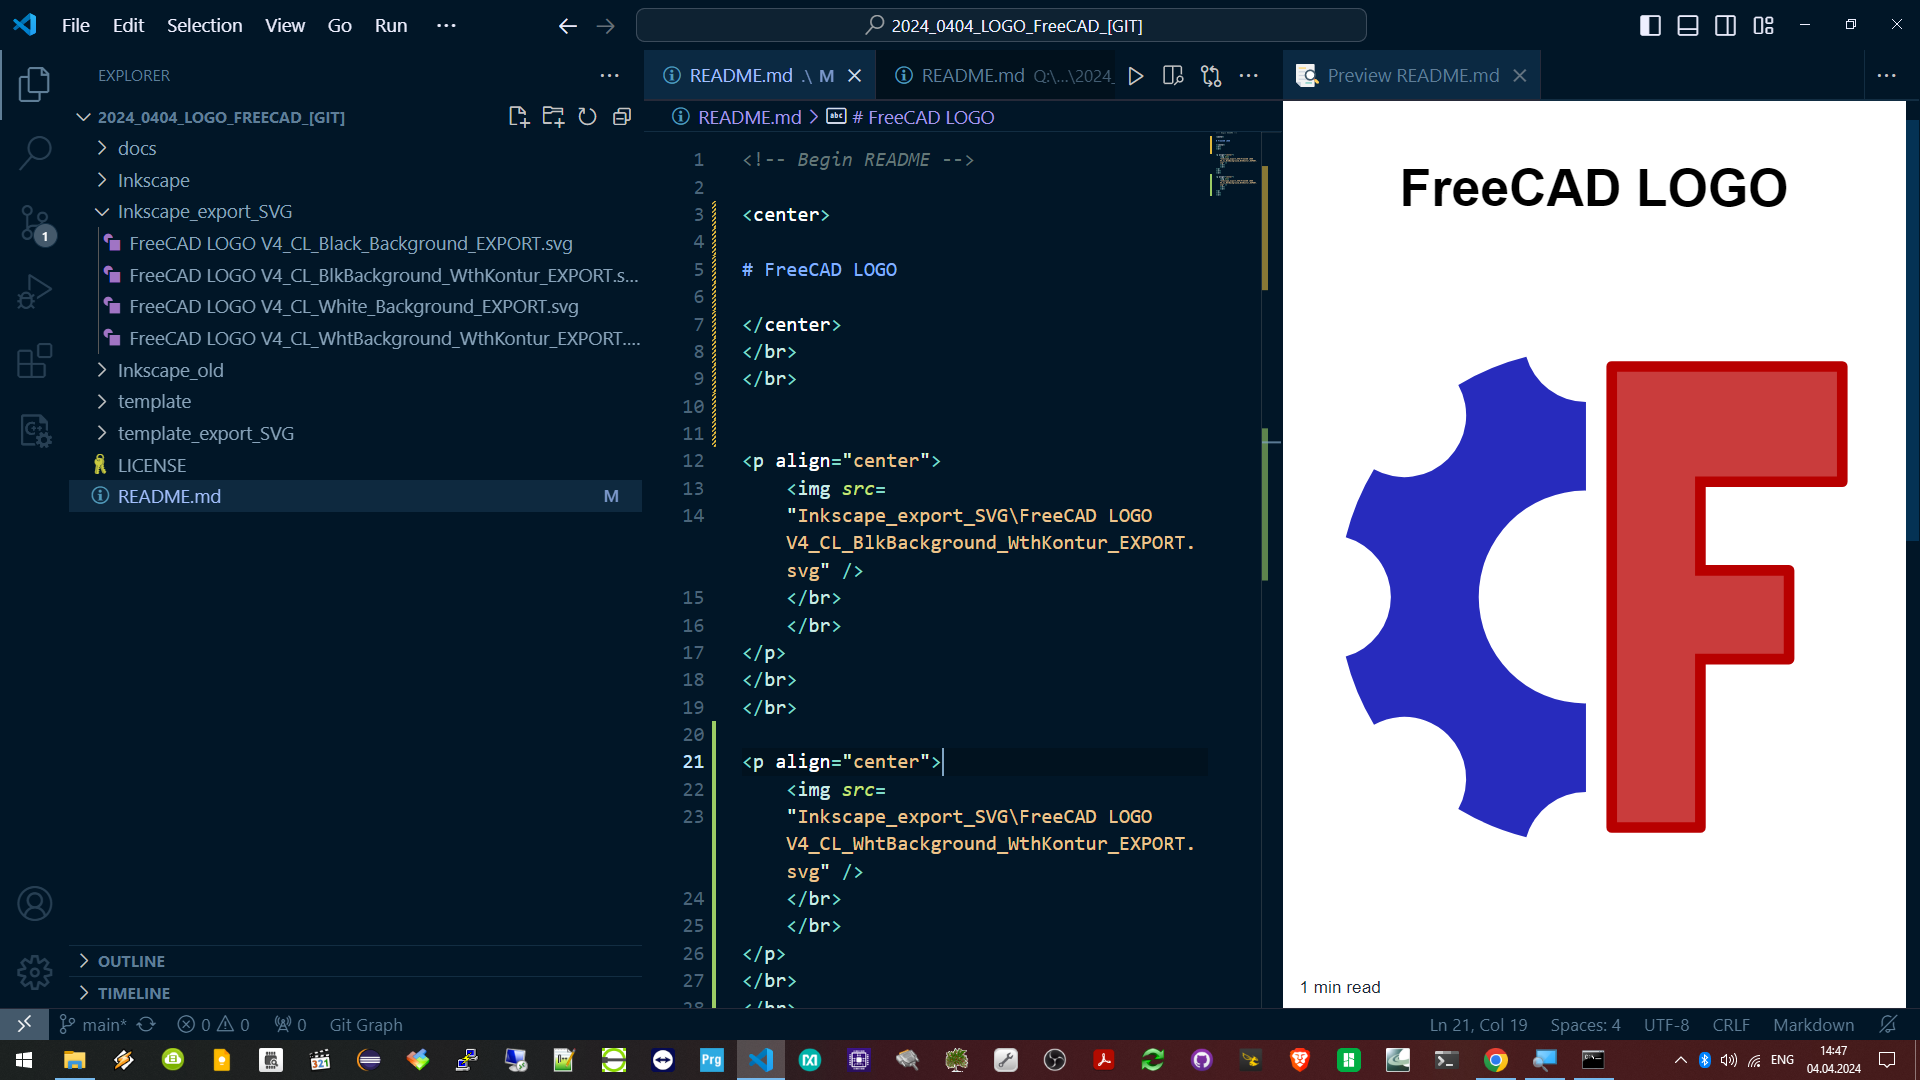 File Edit Selection View Go Run ···
2024_0404_LOGO_FreeCAD_[GIT]
EXPLORER
2024_0404_LOGO_FREECAD_[GIT]
docs
Inkscape
Inkscape_export_SVG
FreeCAD LOGO V4_CL_Black_Background_EXPORT.svg
FreeCAD LOGO V4_CL_BlkBackground_WthKontur_EXPORT.s...
FreeCAD LOGO V4_CL_White_Background_EXPORT.svg
FreeCAD LOGO V4_CL_WhtBackground_WthKontur_EXPORT....
Inkscape_old
template
template_export_SVG
LICENSE
README.md M
OUTLINE
TIMELINE
1
README.md .\ M
README.md Q:\...\2024_
README.md > # FreeCAD LOGO
1 <!-- Begin README -->
2
3 <center>
4
5 # FreeCAD LOGO
6
7 </center>
8 </br>
9 </br>
10
11
12 <p align="center">
13 <img src=
14 "Inkscape_export_SVG\FreeCAD LOGO
V4_CL_BlkBackground_WthKontur_EXPORT.
svg" />
15 </br>
16 </br>
17 </p>
18 </br>
19 </br>
20
21 <p align="center">
22 <img src=
23 "Inkscape_export_SVG\FreeCAD LOGO
V4_CL_WhtBackground_WthKontur_EXPORT.
svg" />
24 </br>
25 </br>
26 </p>
27 </br>
28 </br>
Preview README.md
FreeCAD LOGO
F
1 min read
main* 0 0 0 Git Graph
Ln 21, Col 19 Spaces: 4 UTF-8 CRLF Markdown
321
Prg
ENG
14:47
04.04.2024